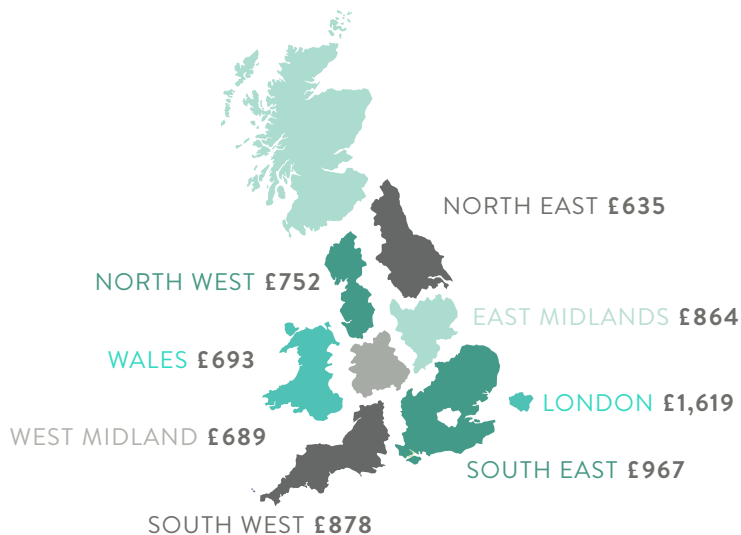 NORTH EAST £635
NORTH WEST £752
EAST MIDLANDS £864
WALES £693
LONDON £1,619
WEST MIDLAND £689
SOUTH EAST £967
SOUTH WEST £878